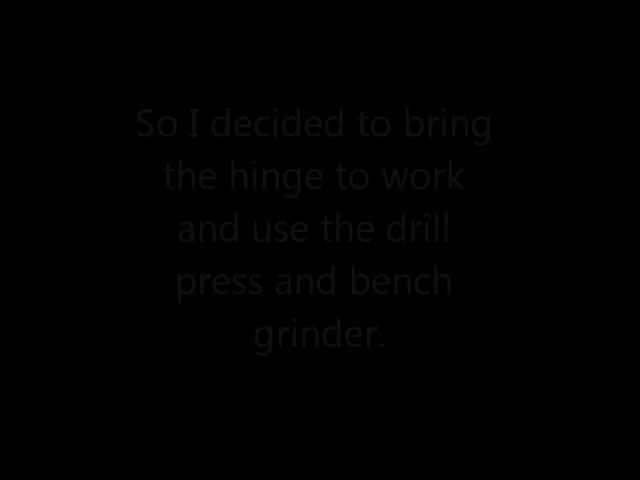 So I decided to bring
the hinge to work
and use the drill
press and bench
grinder.